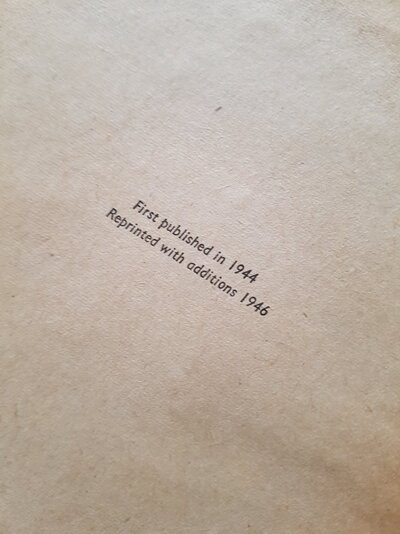 First published in 1944
Reprinted with additions 1946